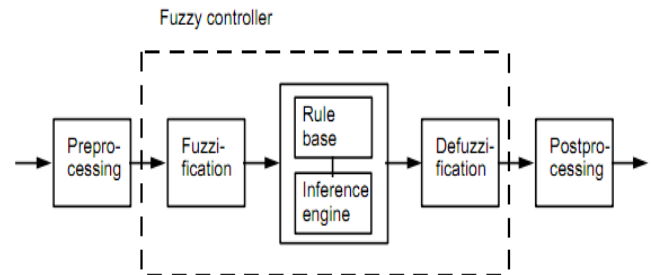 Fuzzy controller
Prepro-
cessing
Fuzzi-
fication
Rule
base
Inference
engine
Defuzzi-
fication
Postpro-
cessing